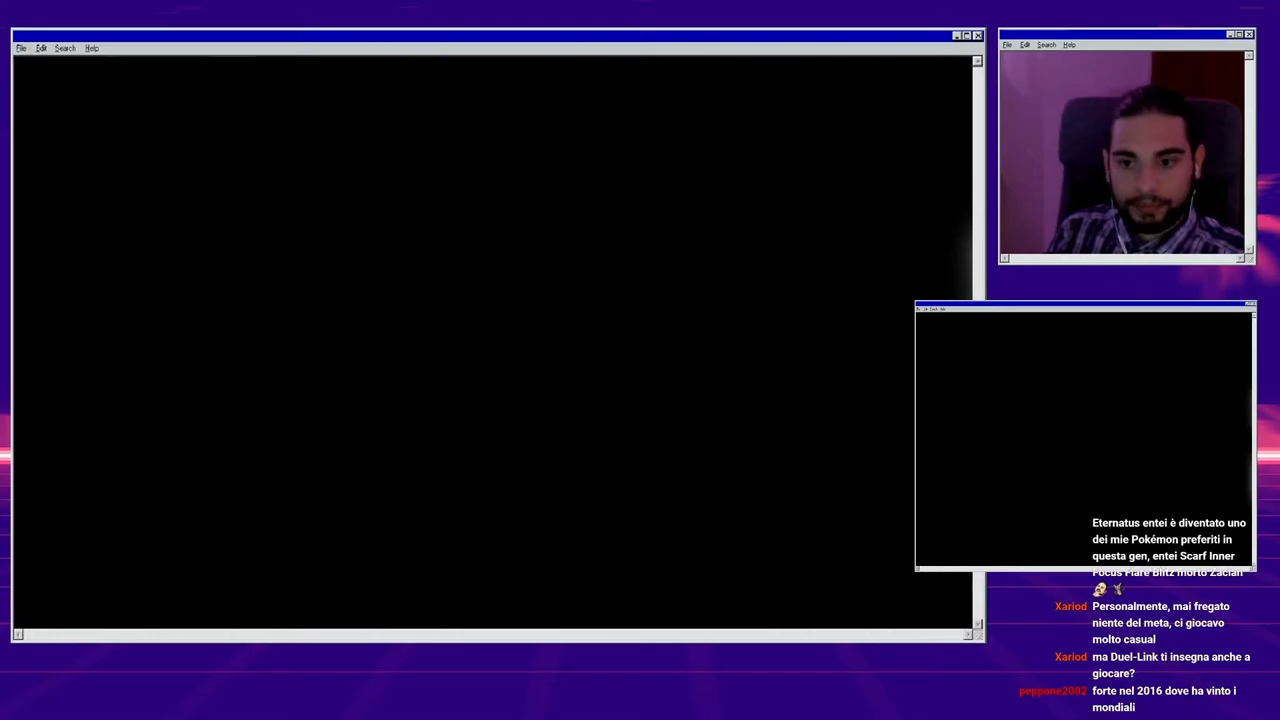 File Edit Search Help
File Edit Search Help
Eternatus entei è diventato uno
dei mie Pokémon preferiti in
questa gen, entei Scarf Inner
Focus Flare Blitz morto Zacian
Xariod Personalmente, mai fregato
niente del meta, ci giocavo
molto casual
Xariod ma Duel-Link ti insegna anche a
giocare?
peppone2002 forte nel 2016 dove ha vinto i
mondiali